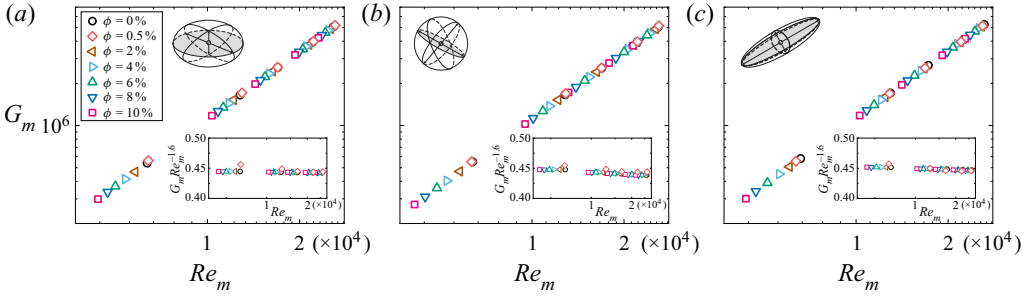 (a)
ϕ = 0%
ϕ = 0.5%
ϕ = 2%
ϕ = 4%
ϕ = 6%
ϕ = 8%
ϕ = 10%
G_m
10^6
0.50
0.45
0.40
G_m Re_m^−1.6
1
2 (×10^4)
Re_m
1
2 (×10^4)
Re_m
(b)
0.50
0.45
0.40
G_m Re_m^−1.6
1
2 (×10^4)
Re_m
1
2 (×10^4)
Re_m
(c)
0.50
0.45
0.40
G_m Re_m^−1.6
1
2 (×10^4)
Re_m
1
2 (×10^4)
Re_m